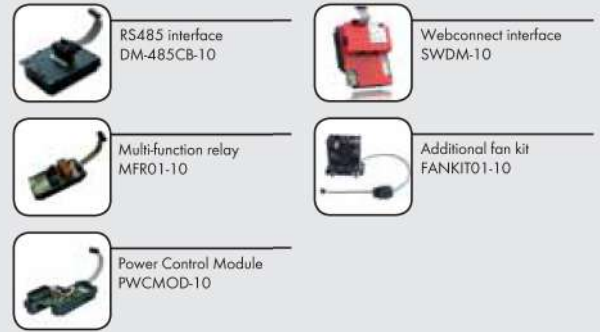 RS485 interface
DM-485CB-10
Webconnect interface
SWDM-10
Multi-function relay
MFR01-10
Additional fan kit
FANKIT01-10
Power Control Module
PWCMOD-10